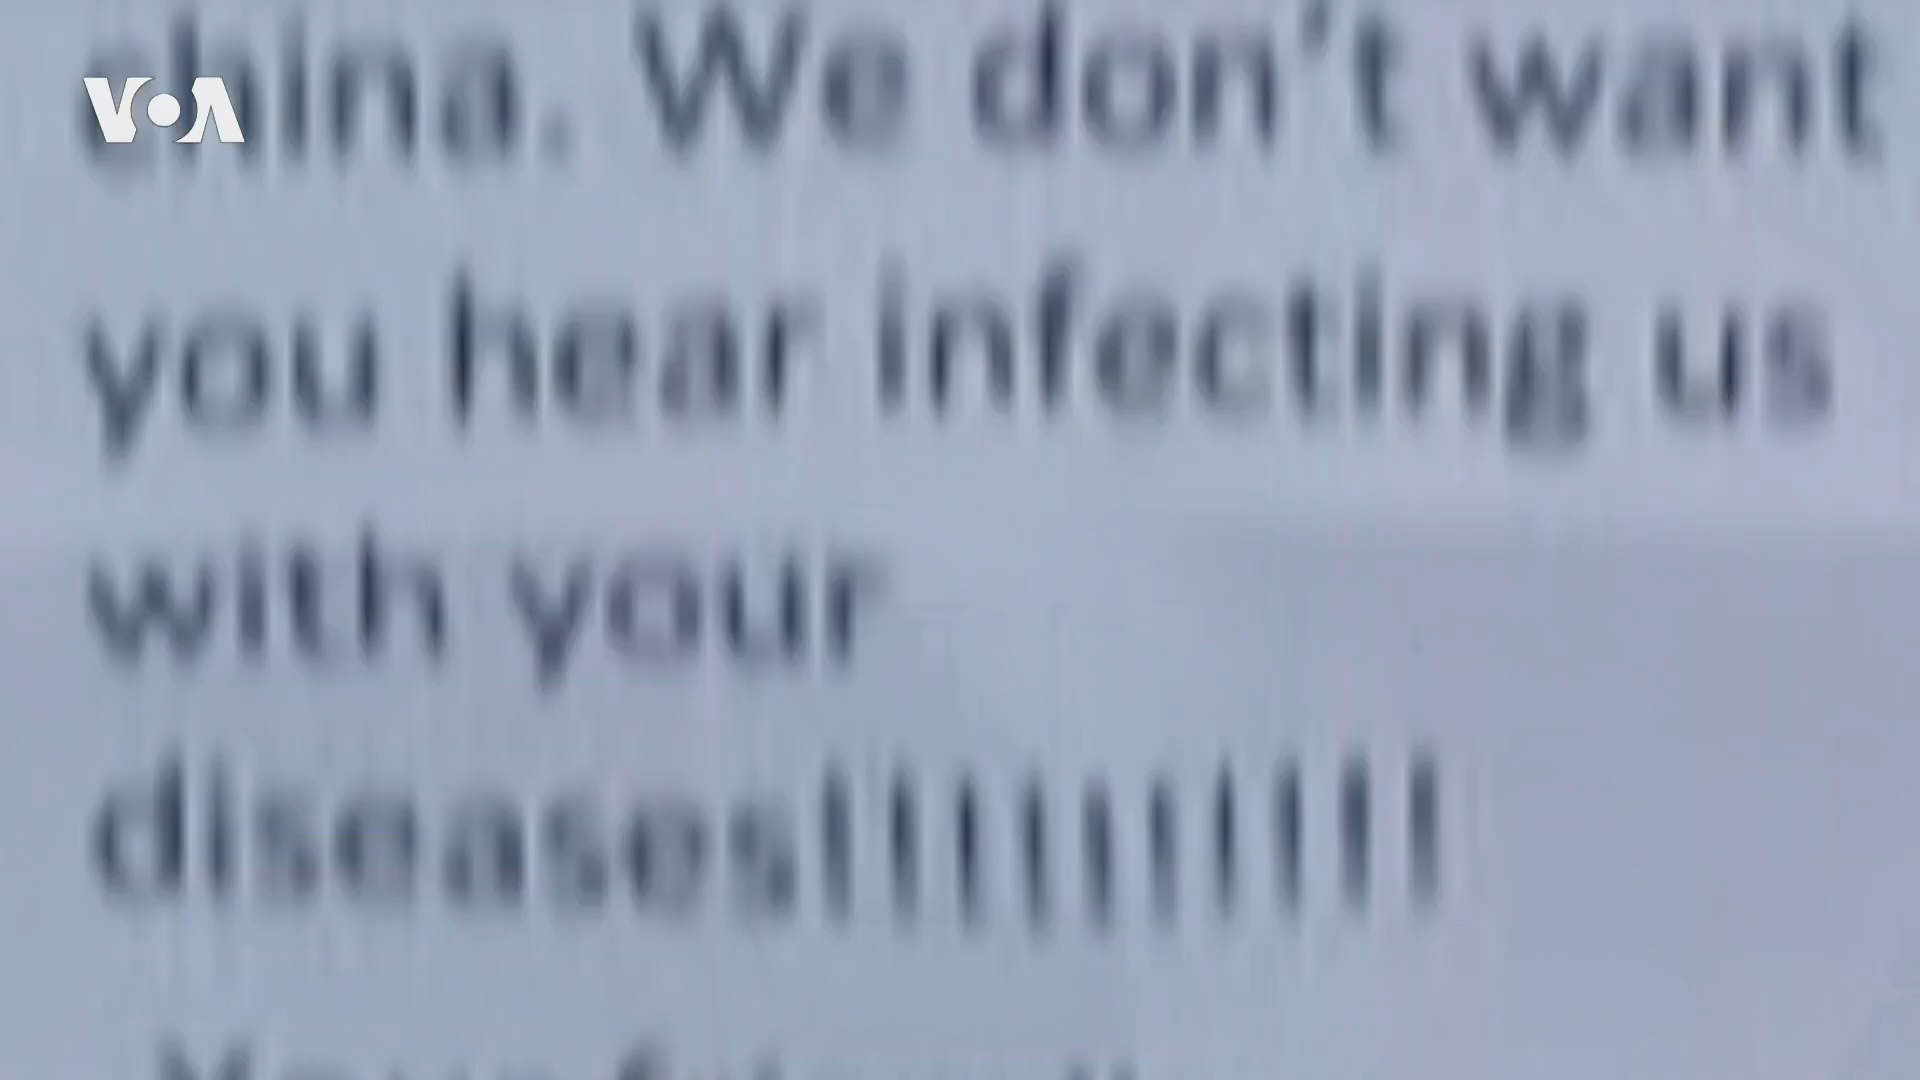 VOA
china. We don't want
you hear infecting us
with your
diseases!!!!!!!!!!